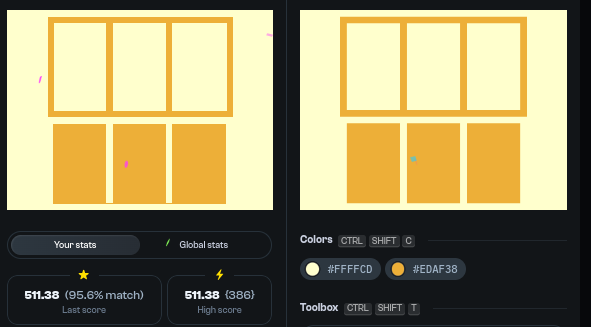 Your stats
Global stats
511.38 (95.6% match)
Last score
511.38 {386}
High score
Colors CTRL SHIFT C
#FFFFCD
#EDAF38
Toolbox CTRL SHIFT T